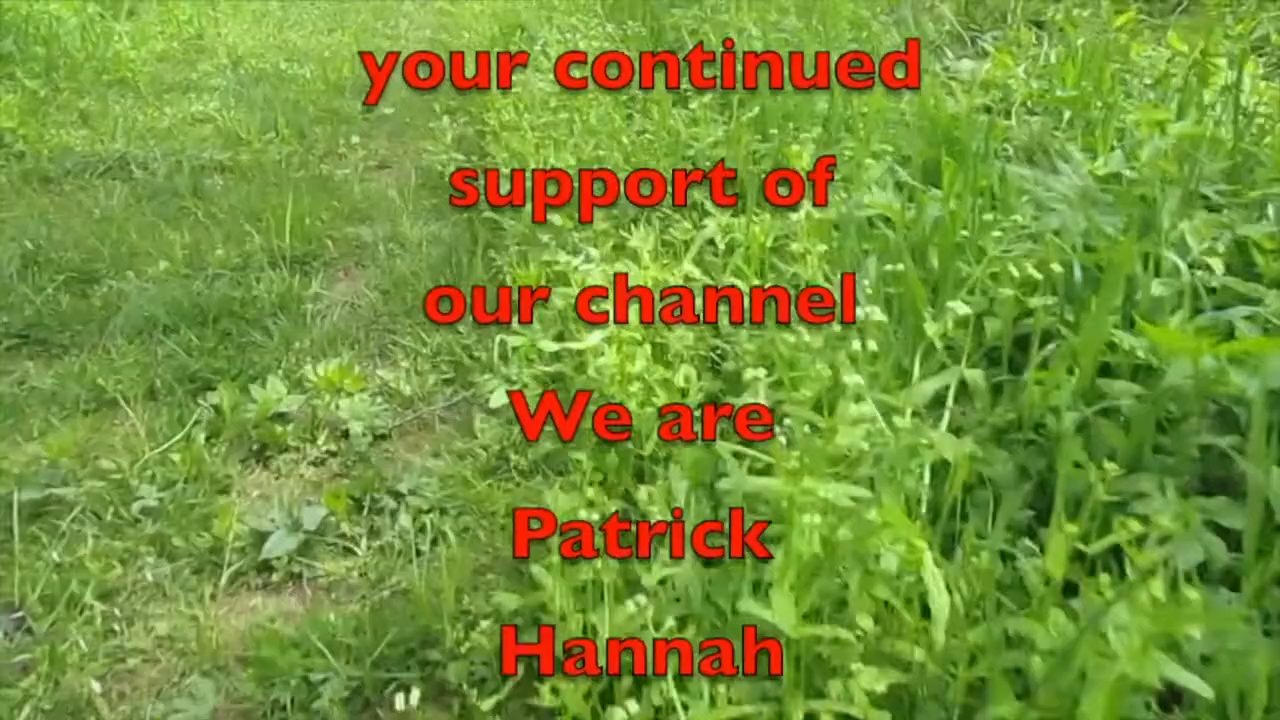 your continued
support of
our channel
We are
Patrick
Hannah